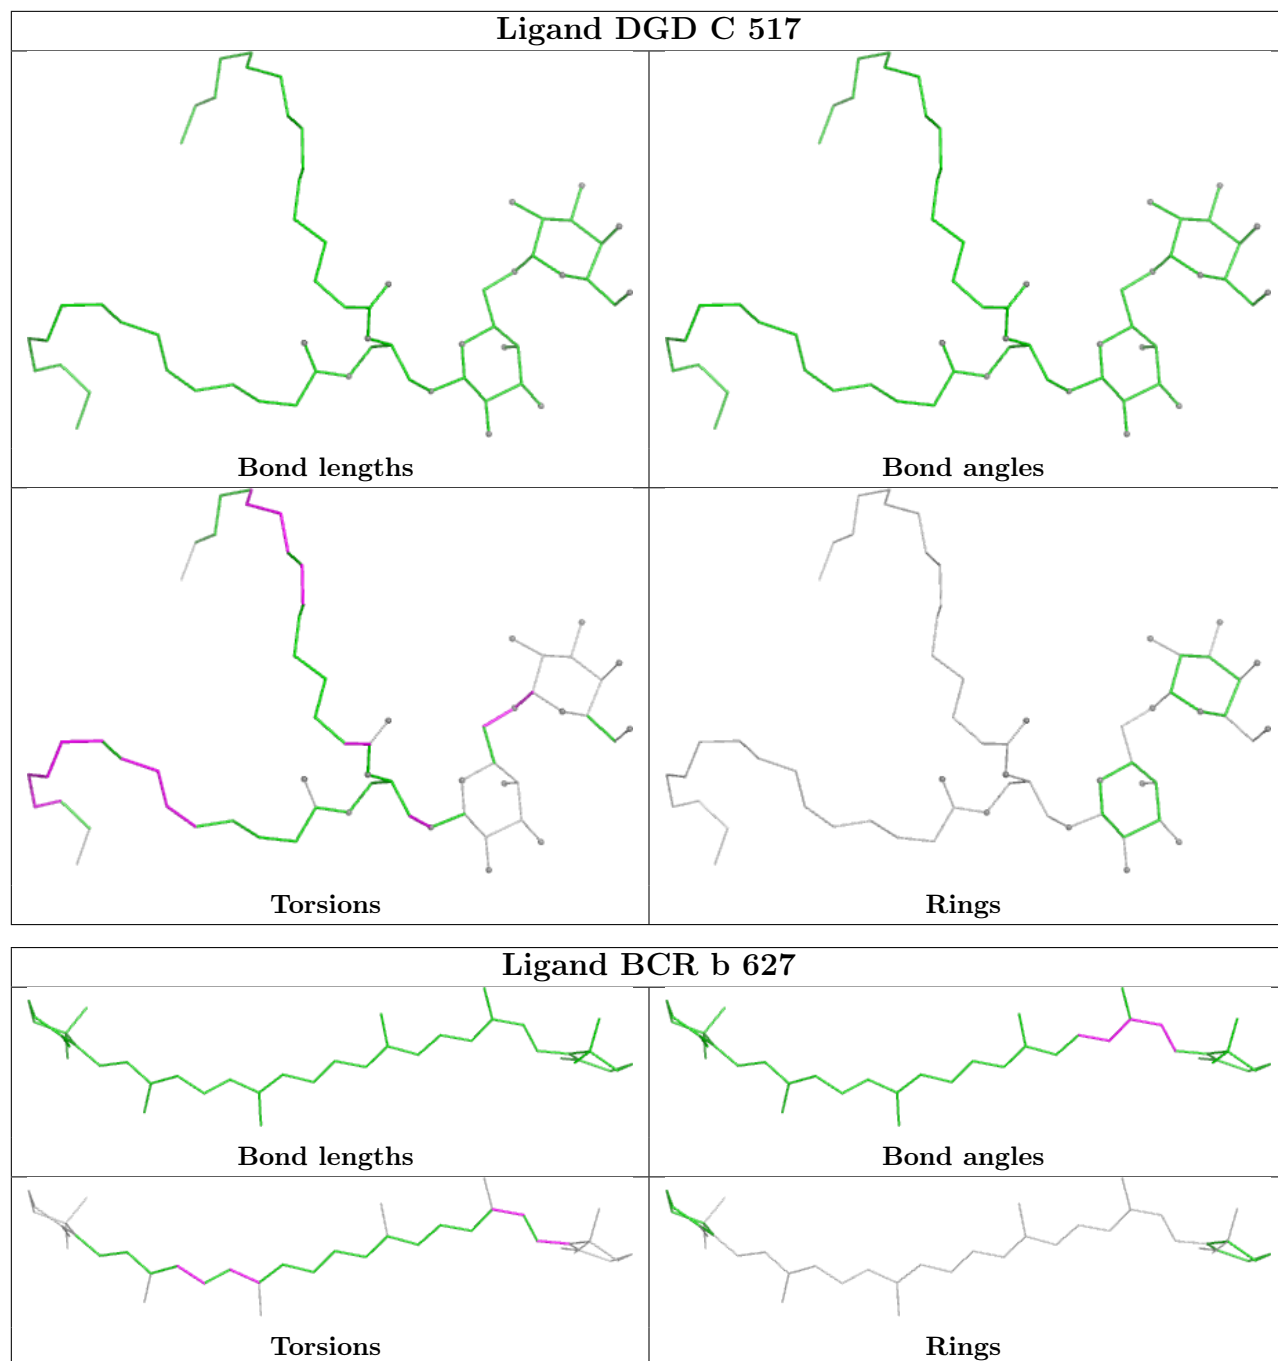 Ligand DGD C 517
Bond lengths
Bond angles
Torsions
Rings
Ligand BCR b 627
Bond lengths
Bond angles
Torsions
Rings